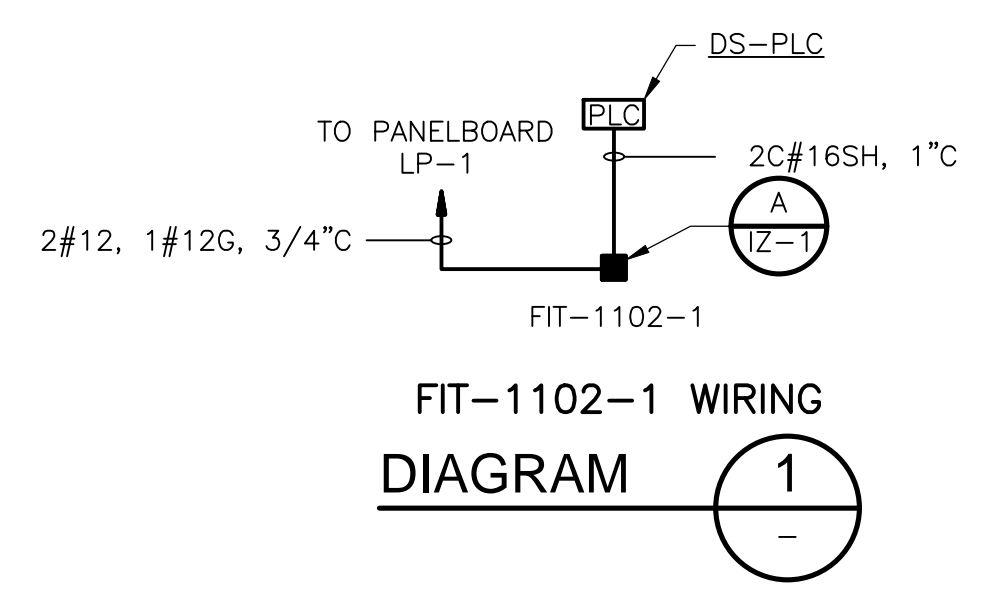 DS-PLC
PLC
TO PANELBOARD
LP-1
2C#16SH, 1"C
A
IZ-1
2#12, 1#12G, 3/4"C
FIT-1102-1
FIT-1102-1 WIRING
DIAGRAM
1
-